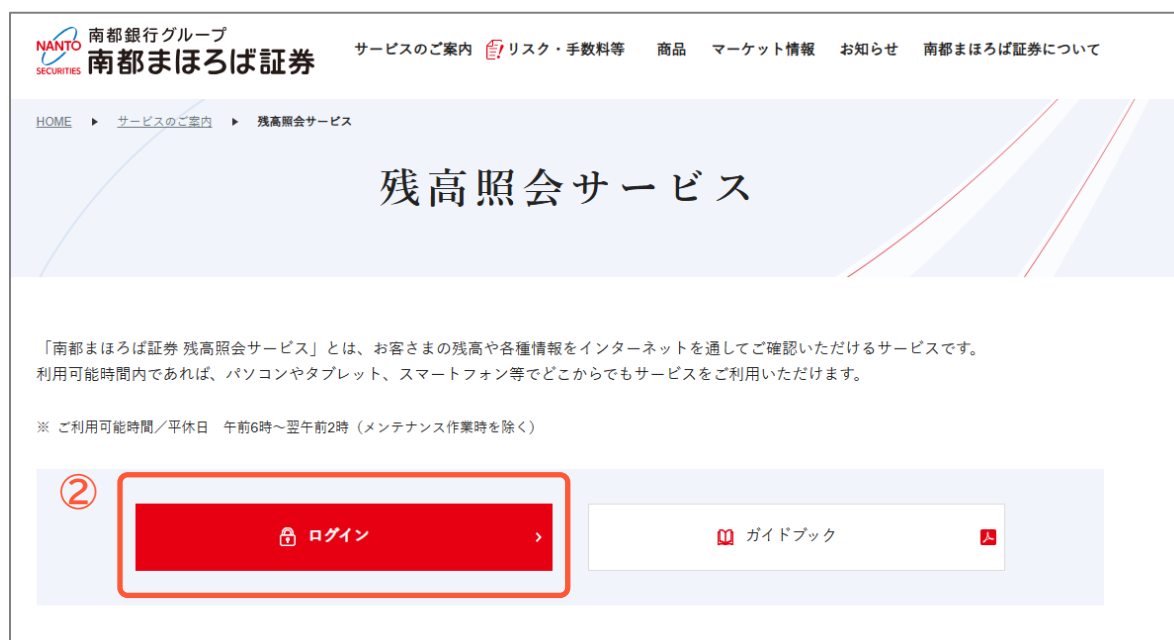 NANTO
SECURITIES
南都銀行グループ
南都まほろば証券
サービスのご案内 リスク・手数料等 商品 マーケット情報 お知らせ 南都まほろば証券について
HOME ▶ サービスのご案内 ▶ 残高照会サービス
残高照会サービス
「南都まほろば証券 残高照会サービス」とは、お客さまの残高や各種情報をインターネットを通してご確認いただけるサービスです。
利用可能時間内であれば、パソコンやタブレット、スマートフォン等でどこからでもサービスをご利用いただけます。
※ ご利用可能時間／平休日　午前6時～翌午前2時（メンテナンス作業時を除く）
②
ログイン
ガイドブック